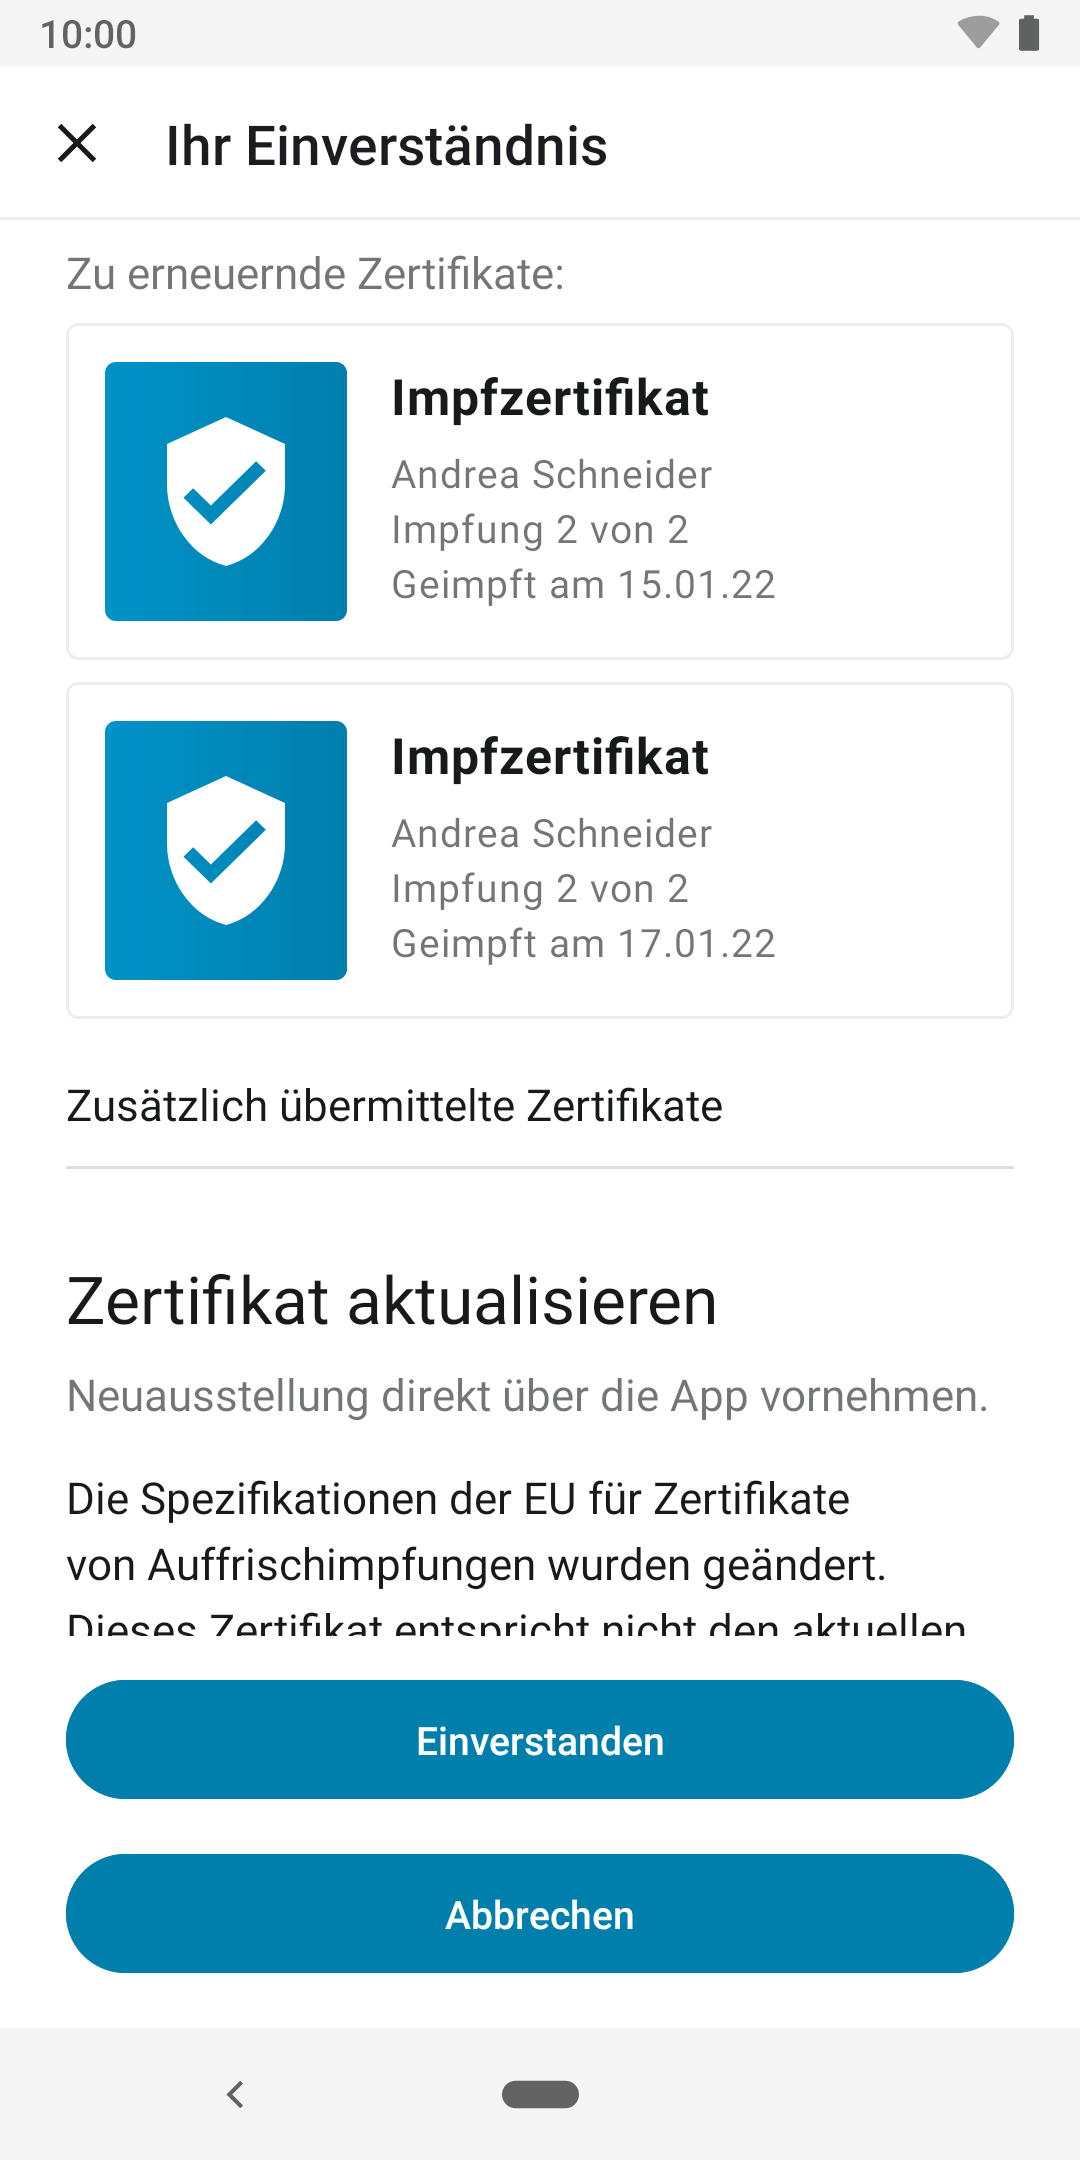 10:00
Ihr Einverständnis
Zu erneuernde Zertifikate:
Impfzertifikat
Andrea Schneider
Impfung 2 von 2
Geimpft am 15.01.22
Impfzertifikat
Andrea Schneider
Impfung 2 von 2
Geimpft am 17.01.22
Zusätzlich übermittelte Zertifikate
Zertifikat aktualisieren
Neuausstellung direkt über die App vornehmen.
Die Spezifikationen der EU für Zertifikate
von Auffrischimpfungen wurden geändert.
Dieses Zertifikat entspricht nicht den aktuellen
Einverstanden
Abbrechen